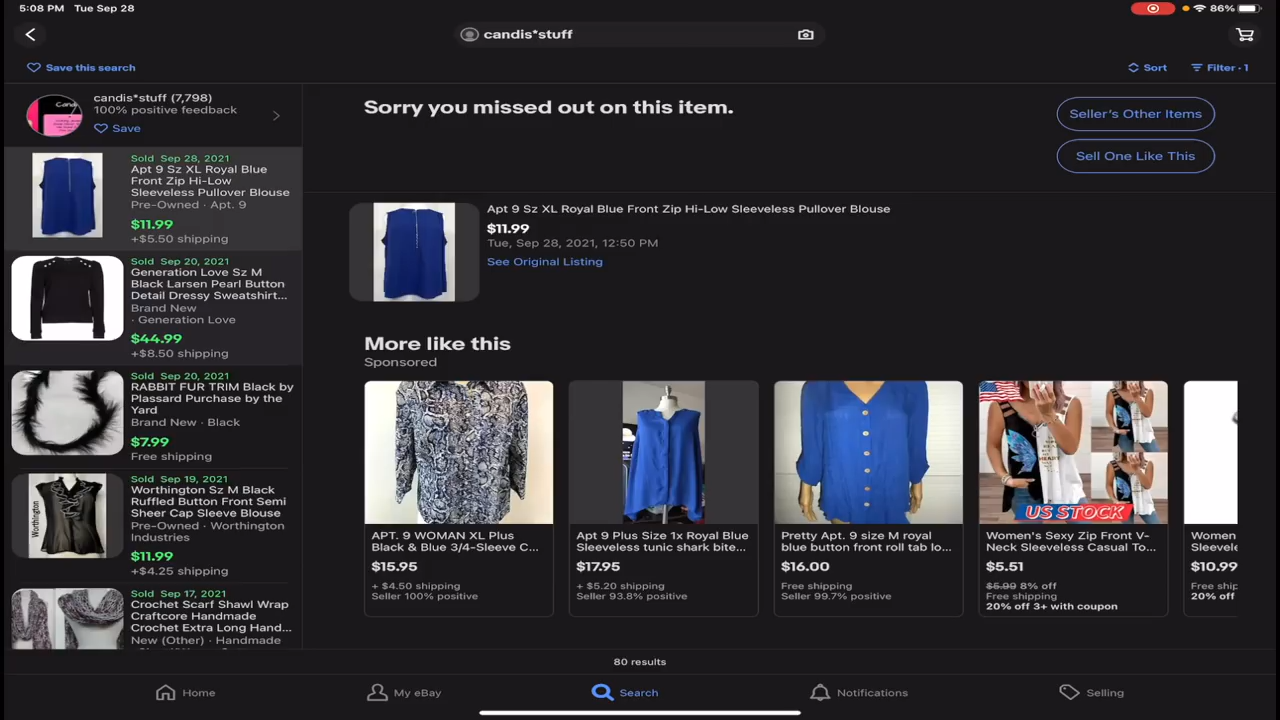 5:08 PM Tue Sep 28
86%
candis*stuff
Save this search
Sort
Filter • 1
candis*stuff (7,798)
100% positive feedback
Save
Sold Sep 28, 2021
Apt 9 Sz XL Royal Blue
Front Zip Hi-Low
Sleeveless Pullover Blouse
Pre-Owned · Apt. 9
$11.99
+$5.50 shipping
Sold Sep 20, 2021
Generation Love Sz M
Black Larsen Pearl Button
Detail Dressy Sweatshirt...
Brand New
· Generation Love
$44.99
+$8.50 shipping
Sold Sep 20, 2021
RABBIT FUR TRIM Black by
Plassard Purchase by the
Yard
Brand New · Black
$7.99
Free shipping
Worthington
Sold Sep 19, 2021
Worthington Sz M Black
Ruffled Button Front Semi
Sheer Cap Sleeve Blouse
Pre-Owned · Worthington
Industries
$11.99
+$4.25 shipping
Sold Sep 17, 2021
Crochet Scarf Shawl Wrap
Craftcore Handmade
Crochet Extra Long Hand...
New (Other) · Handmade
Sorry you missed out on this item.
Seller's Other Items
Sell One Like This
Apt 9 Sz XL Royal Blue Front Zip Hi-Low Sleeveless Pullover Blouse
$11.99
Tue, Sep 28, 2021, 12:50 PM
See Original Listing
More like this
Sponsored
APT. 9 WOMAN XL Plus
Black & Blue 3/4-Sleeve C...
$15.95
+ $4.50 shipping
Seller 100% positive
Apt 9 Plus Size 1x Royal Blue
Sleeveless tunic shark bite...
$17.95
+ $5.20 shipping
Seller 93.8% positive
Pretty Apt. 9 size M royal
blue button front roll tab lo...
$16.00
Free shipping
Seller 99.7% positive
US STOCK
Women's Sexy Zip Front V-
Neck Sleeveless Casual To...
$5.51
$5.99 8% off
Free shipping
20% off 3+ with coupon
Women
Sleevele
$10.99
Free ship
20% off
80 results
Home
My eBay
Search
Notifications
Selling